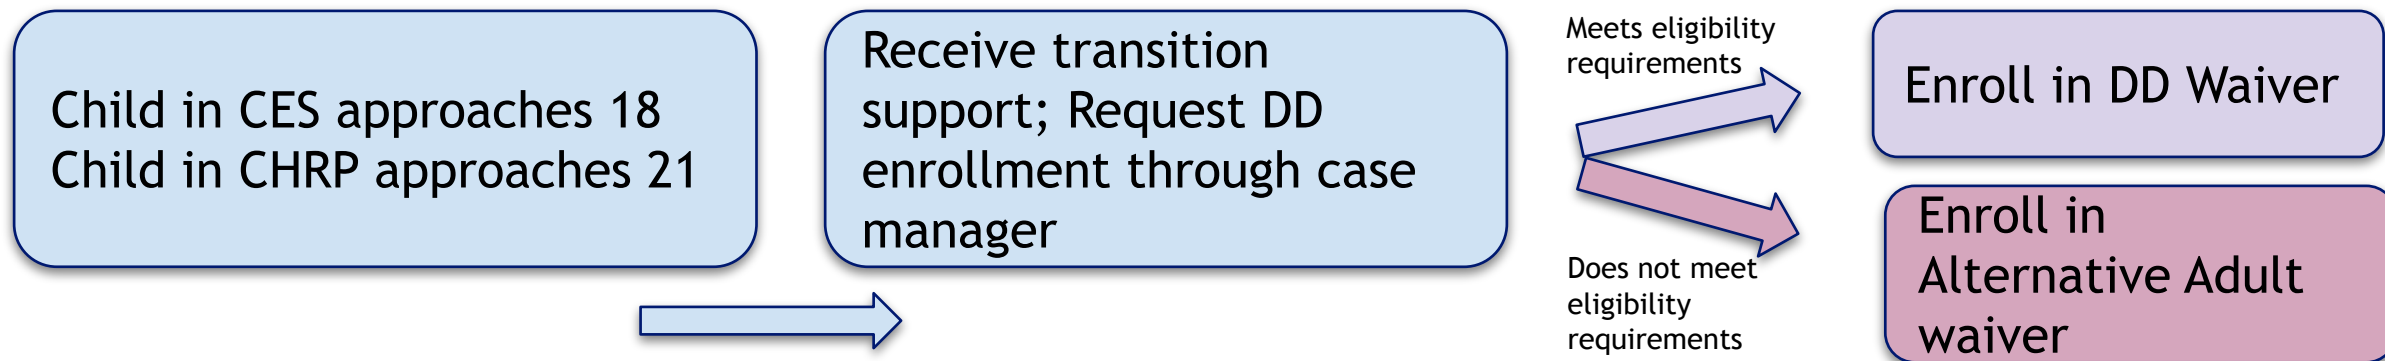 Child in CES approaches 18
Child in CHRP approaches 21
Receive transition
support; Request DD
enrollment through case
manager
Meets eligibility
requirements
Does not meet
eligibility
requirements
Enroll in DD Waiver
Enroll in
Alternative Adult
waiver